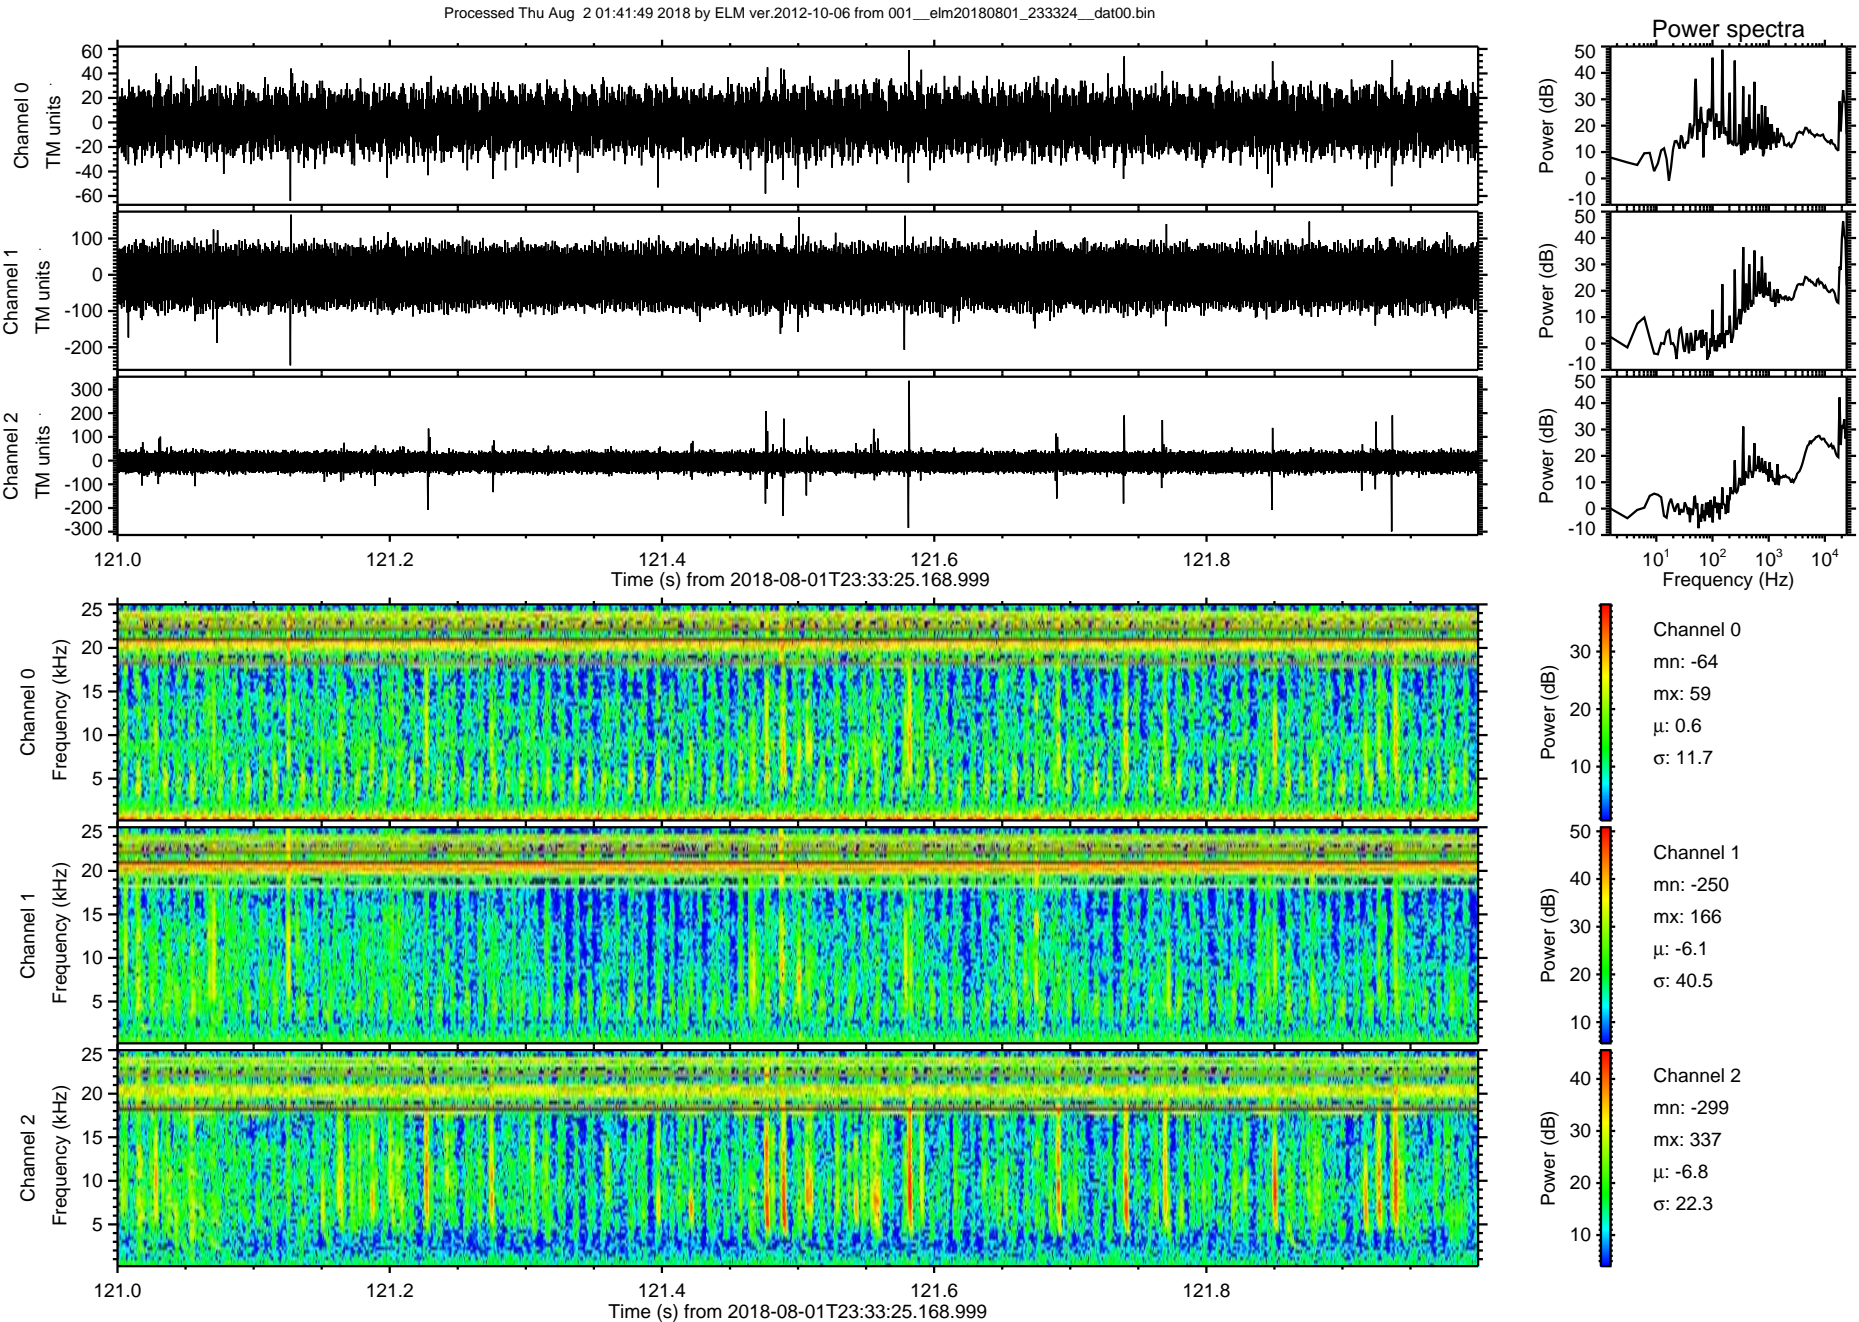 Processed Thu Aug  2 01:41:49 2018 by ELM ver.2012-10-06 from 001__elm20180801_233324__dat00.bin
Power spectra
Channel 0
TM units
60
40
20
0
-20
-40
-60
Power (dB)
50
40
30
20
10
0
-10
Channel 1
TM units
100
0
-100
-200
Power (dB)
50
40
30
20
10
0
-10
Channel 2
TM units
300
200
100
0
-100
-200
-300
Power (dB)
50
40
30
20
10
0
-10
121.0 121.2 121.4 121.6 121.8
Time (s) from 2018-08-01T23:33:25.168.999
10^1 10^2 10^3 10^4
Frequency (Hz)
Channel 0
Frequency (kHz)
25
20
15
10
5
Power (dB)
30
20
10
Channel 0
mn: -64
mx: 59
μ: 0.6
σ: 11.7
Channel 1
Frequency (kHz)
25
20
15
10
5
Power (dB)
50
40
30
20
10
Channel 1
mn: -250
mx: 166
μ: -6.1
σ: 40.5
Channel 2
Frequency (kHz)
25
20
15
10
5
Power (dB)
40
30
20
10
Channel 2
mn: -299
mx: 337
μ: -6.8
σ: 22.3
121.0 121.2 121.4 121.6 121.8
Time (s) from 2018-08-01T23:33:25.168.999